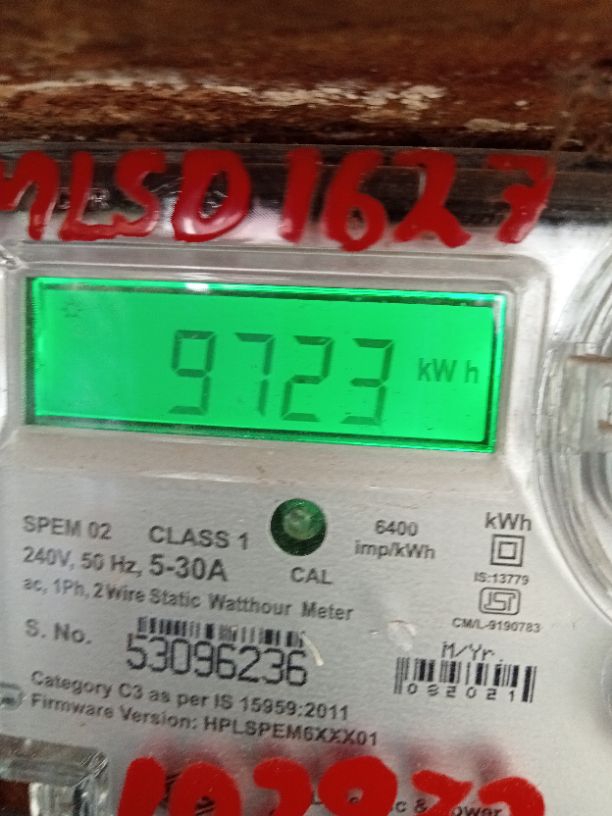 MLSD1627
9723 kWh
SPEM 02 CLASS 1 6400 imp/kWh kWh
240V, 50 Hz, 5-30A CAL IS:13779
ac, 1Ph, 2 Wire Static Watthour Meter
CM/L-9190783
S. No. 53096236 M/Yr.
082021
Category C3 as per IS 15959:2011
Firmware Version: HPLSPEM6XXX01